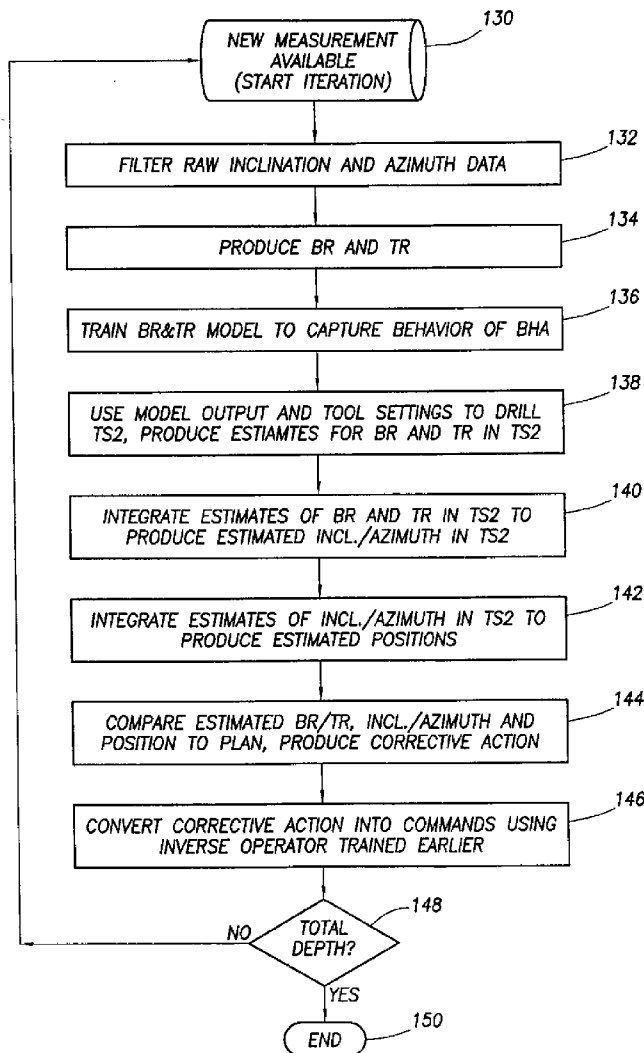 130
NEW MEASUREMENT
AVAILABLE
(START ITERATION)
132
FILTER RAW INCLINATION AND AZIMUTH DATA
134
PRODUCE BR AND TR
136
TRAIN BR&TR MODEL TO CAPTURE BEHAVIOR OF BHA
138
USE MODEL OUTPUT AND TOOL SETTINGS TO DRILL
TS2, PRODUCE ESTIAMTES FOR BR AND TR IN TS2
140
INTEGRATE ESTIMATES OF BR AND TR IN TS2 TO
PRODUCE ESTIMATED INCL./AZIMUTH IN TS2
142
INTEGRATE ESTIMATES OF INCL./AZIMUTH IN TS2 TO
PRODUCE ESTIMATED POSITIONS
144
COMPARE ESTIMATED BR/TR, INCL./AZIMUTH AND
POSITION TO PLAN, PRODUCE CORRECTIVE ACTION
146
CONVERT CORRECTIVE ACTION INTO COMMANDS USING
INVERSE OPERATOR TRAINED EARLIER
148
NO
TOTAL
DEPTH?
YES
150
END